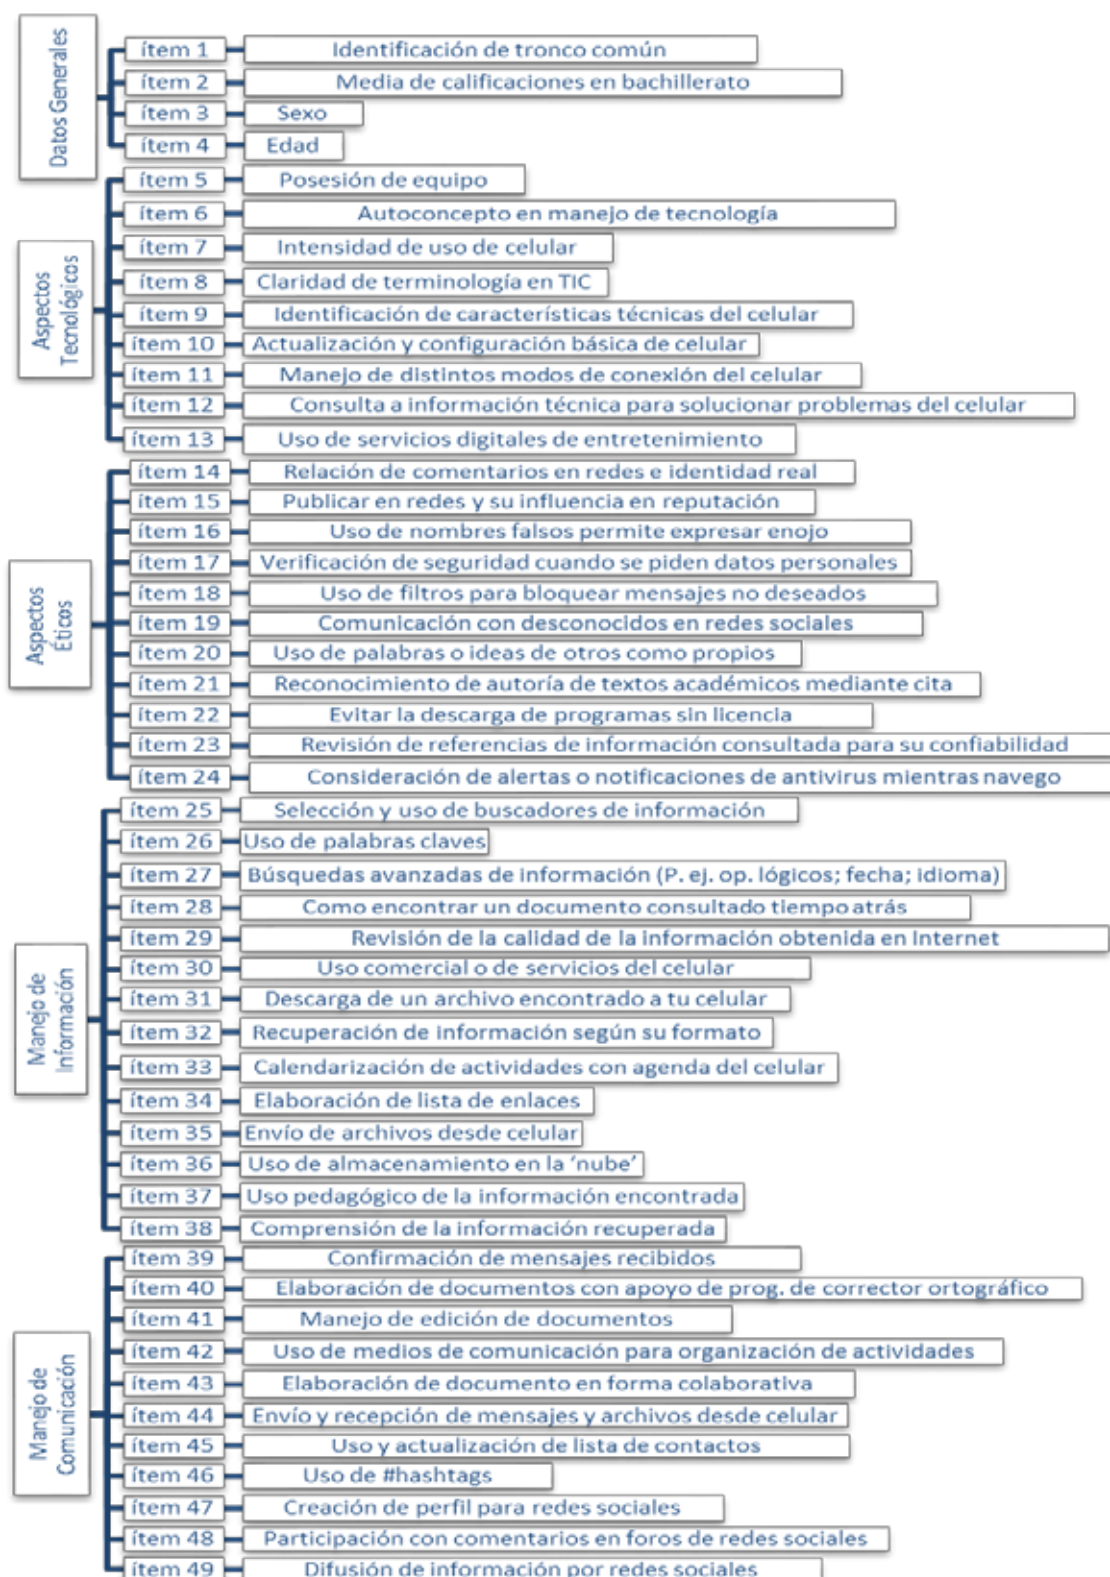 Datos Generales
ítem 1 Identificación de tronco común
ítem 2 Media de calificaciones en bachillerato
ítem 3 Sexo
ítem 4 Edad
Aspectos
Tecnológicos
ítem 5 Posesión de equipo
ítem 6 Autoconcepto en manejo de tecnología
ítem 7 Intensidad de uso de celular
ítem 8 Claridad de terminología en TIC
ítem 9 Identificación de características técnicas del celular
ítem 10 Actualización y configuración básica de celular
ítem 11 Manejo de distintos modos de conexión del celular
ítem 12 Consulta a información técnica para solucionar problemas del celular
ítem 13 Uso de servicios digitales de entretenimiento
Aspectos
Éticos
ítem 14 Relación de comentarios en redes e identidad real
ítem 15 Publicar en redes y su influencia en reputación
ítem 16 Uso de nombres falsos permite expresar enojo
ítem 17 Verificación de seguridad cuando se piden datos personales
ítem 18 Uso de filtros para bloquear mensajes no deseados
ítem 19 Comunicación con desconocidos en redes sociales
ítem 20 Uso de palabras o ideas de otros como propios
ítem 21 Reconocimiento de autoría de textos académicos mediante cita
ítem 22 Evitar la descarga de programas sin licencia
ítem 23 Revisión de referencias de información consultada para su confiabilidad
ítem 24 Consideración de alertas o notificaciones de antivirus mientras navego
Manejo de
Información
ítem 25 Selección y uso de buscadores de información
ítem 26 Uso de palabras claves
ítem 27 Búsquedas avanzadas de información (P. ej. op. lógicos; fecha; idioma)
ítem 28 Como encontrar un documento consultado tiempo atrás
ítem 29 Revisión de la calidad de la información obtenida en Internet
ítem 30 Uso comercial o de servicios del celular
ítem 31 Descarga de un archivo encontrado a tu celular
ítem 32 Recuperación de información según su formato
ítem 33 Calendarización de actividades con agenda del celular
ítem 34 Elaboración de lista de enlaces
ítem 35 Envío de archivos desde celular
ítem 36 Uso de almacenamiento en la ‘nube’
ítem 37 Uso pedagógico de la información encontrada
ítem 38 Comprensión de la información recuperada
Manejo de
Comunicación
ítem 39 Confirmación de mensajes recibidos
ítem 40 Elaboración de documentos con apoyo de prog. de corrector ortográfico
ítem 41 Manejo de edición de documentos
ítem 42 Uso de medios de comunicación para organización de actividades
ítem 43 Elaboración de documento en forma colaborativa
ítem 44 Envío y recepción de mensajes y archivos desde celular
ítem 45 Uso y actualización de lista de contactos
ítem 46 Uso de #hashtags
ítem 47 Creación de perfil para redes sociales
ítem 48 Participación con comentarios en foros de redes sociales
ítem 49 Difusión de información por redes sociales